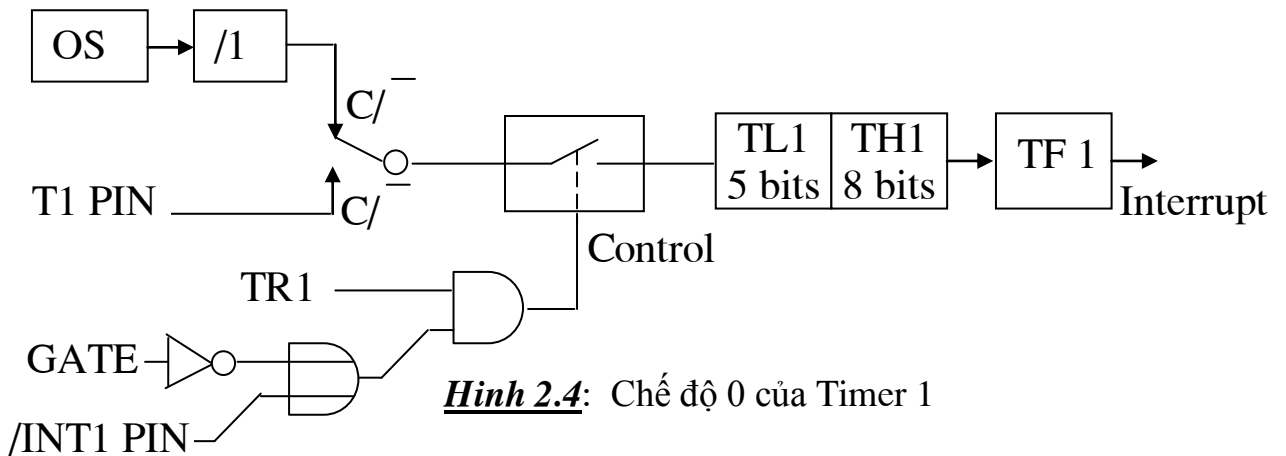 OS
/1
C/ ¯
T1 PIN
C/ ¯
TL1
5 bits
TH1
8 bits
TF 1
Interrupt
Control
TR1
GATE
/INT1 PIN
Hinh 2.4: Chế độ 0 của Timer 1